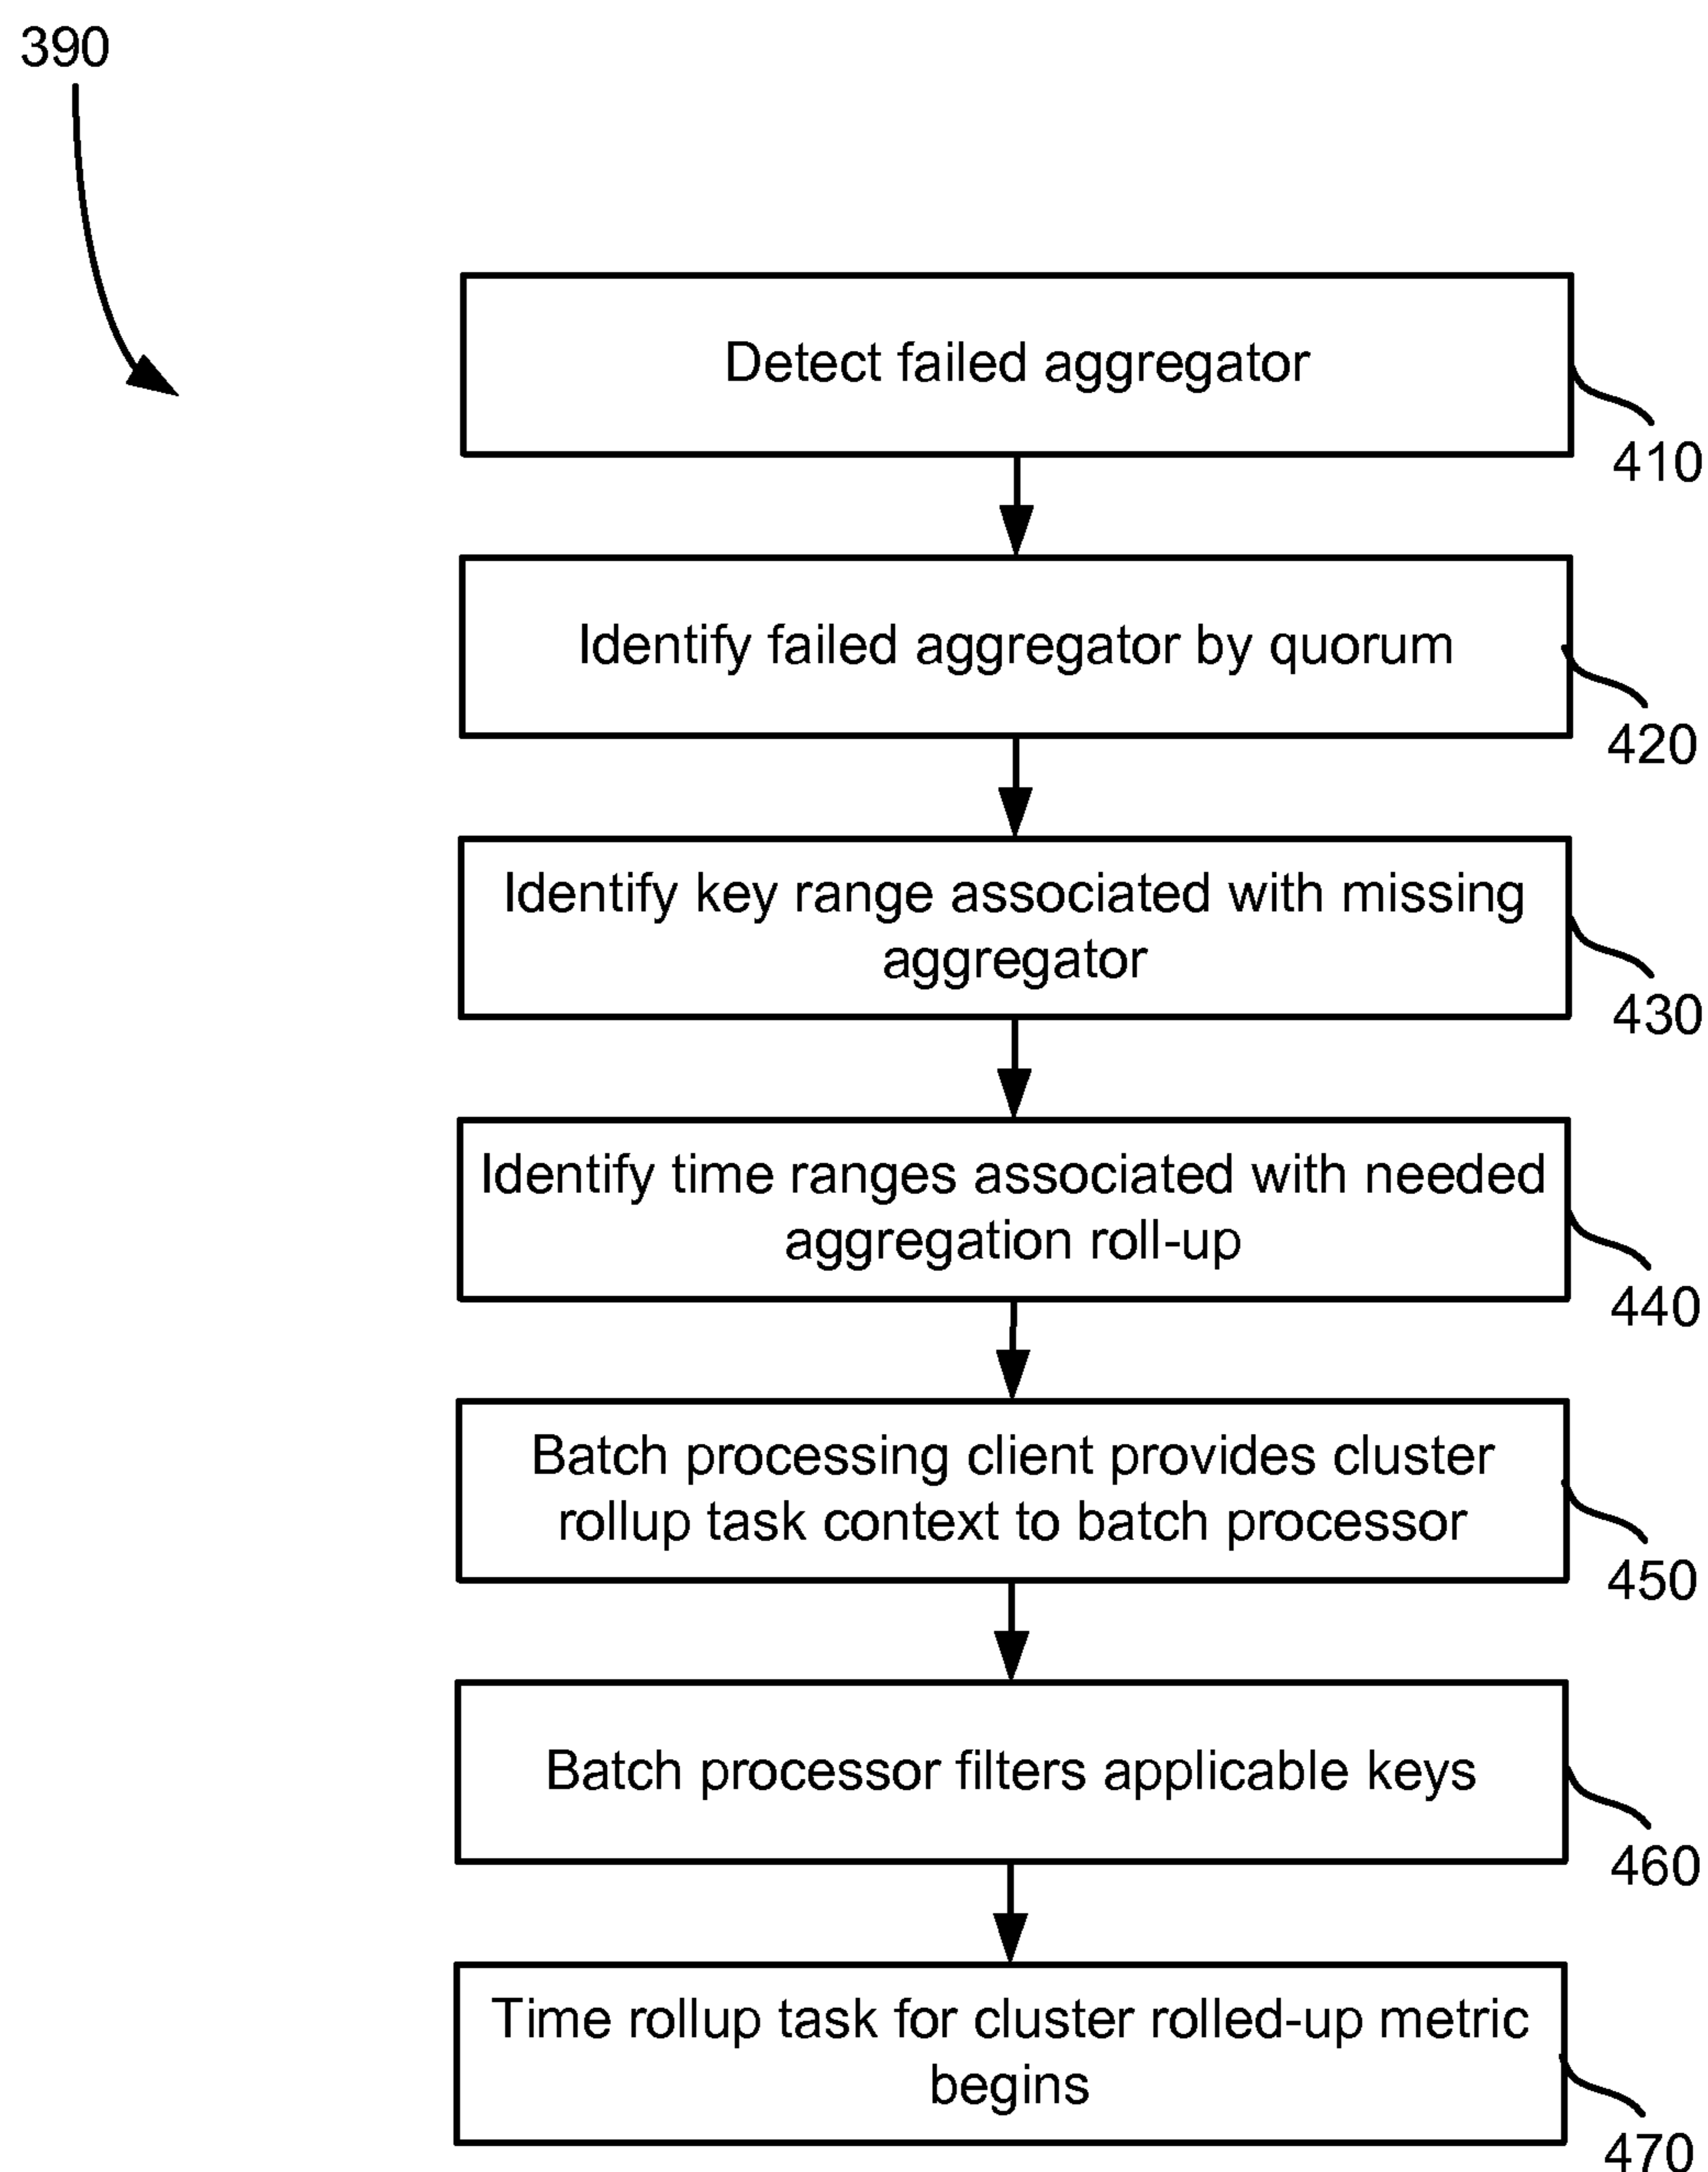 390
Detect failed aggregator
410
Identify failed aggregator by quorum
420
Identify key range associated with missing
aggregator
430
Identify time ranges associated with needed
aggregation roll-up
440
Batch processing client provides cluster
rollup task context to batch processor
450
Batch processor filters applicable keys
460
Time rollup task for cluster rolled-up metric
begins
470